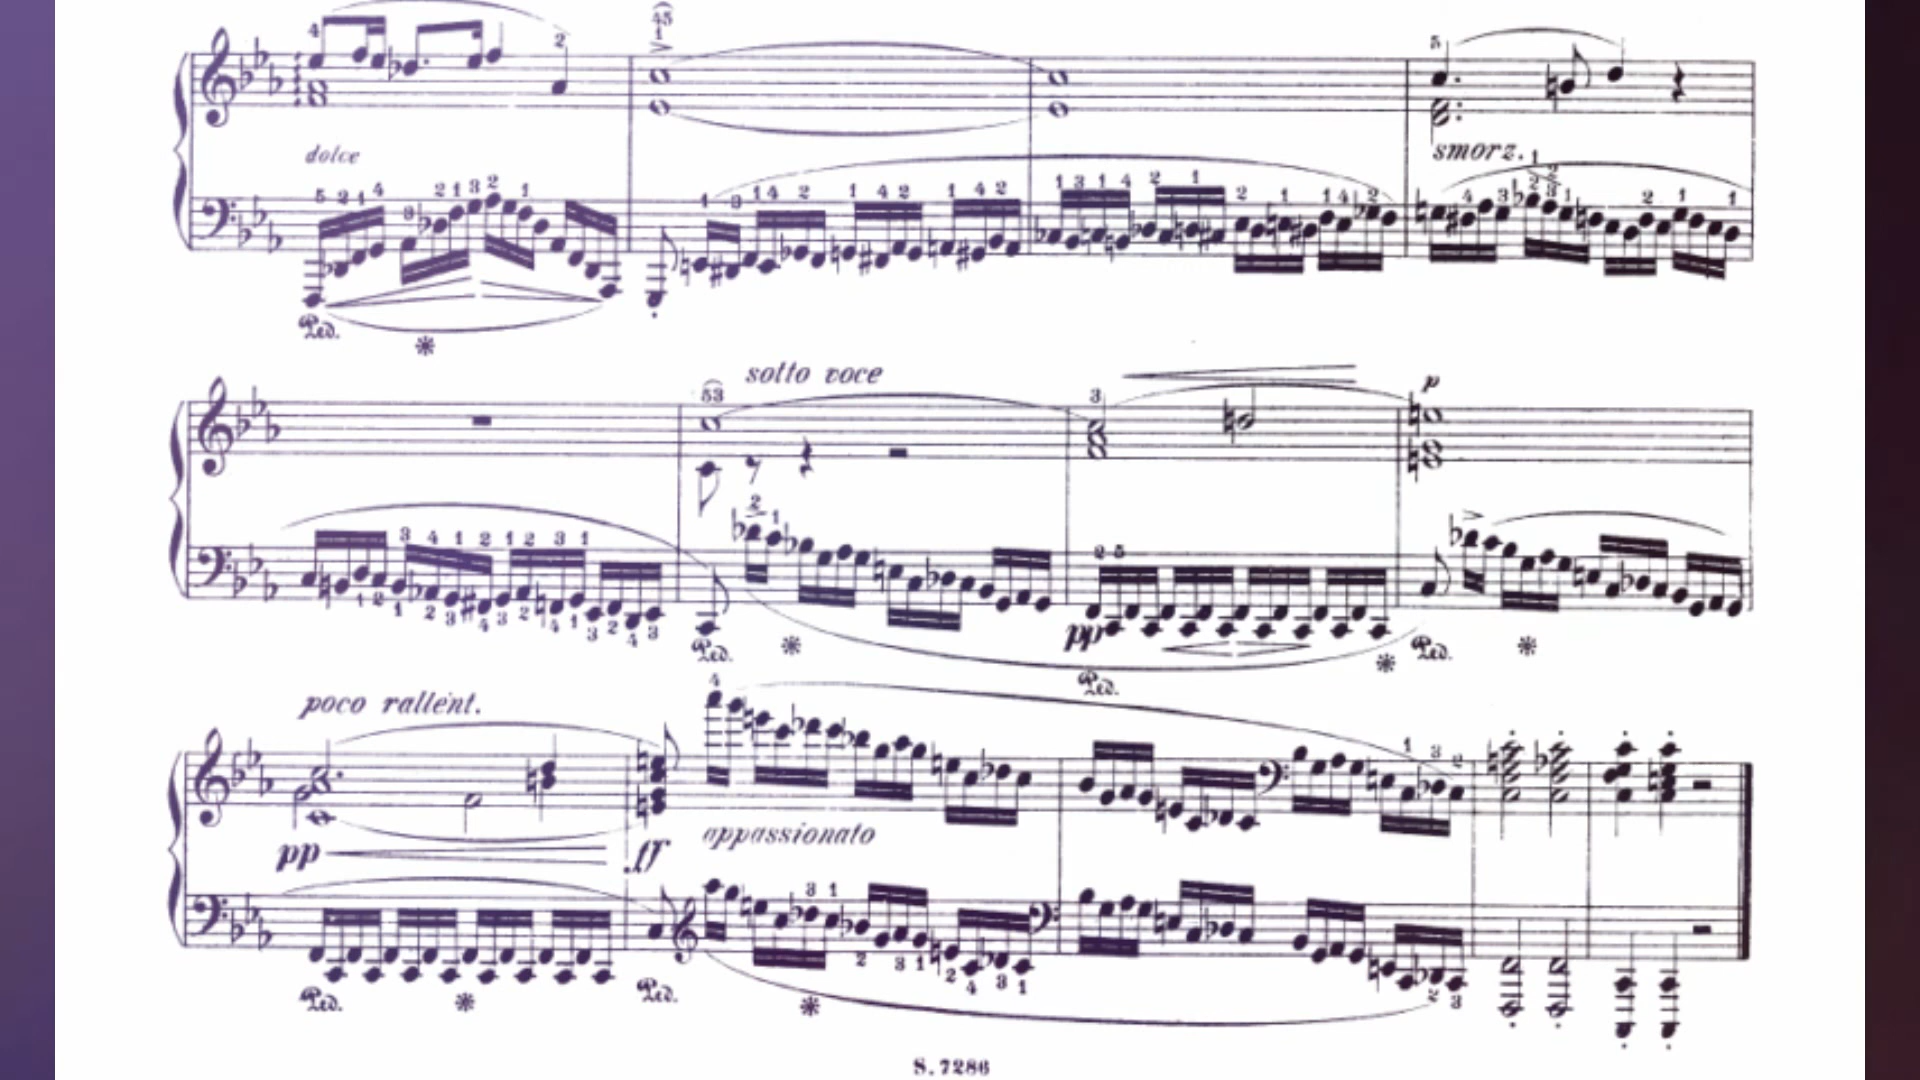 dolce
smorz.
sotto voce
p
pp
poco rallent.
pp
ff
appassionato
S. 7286